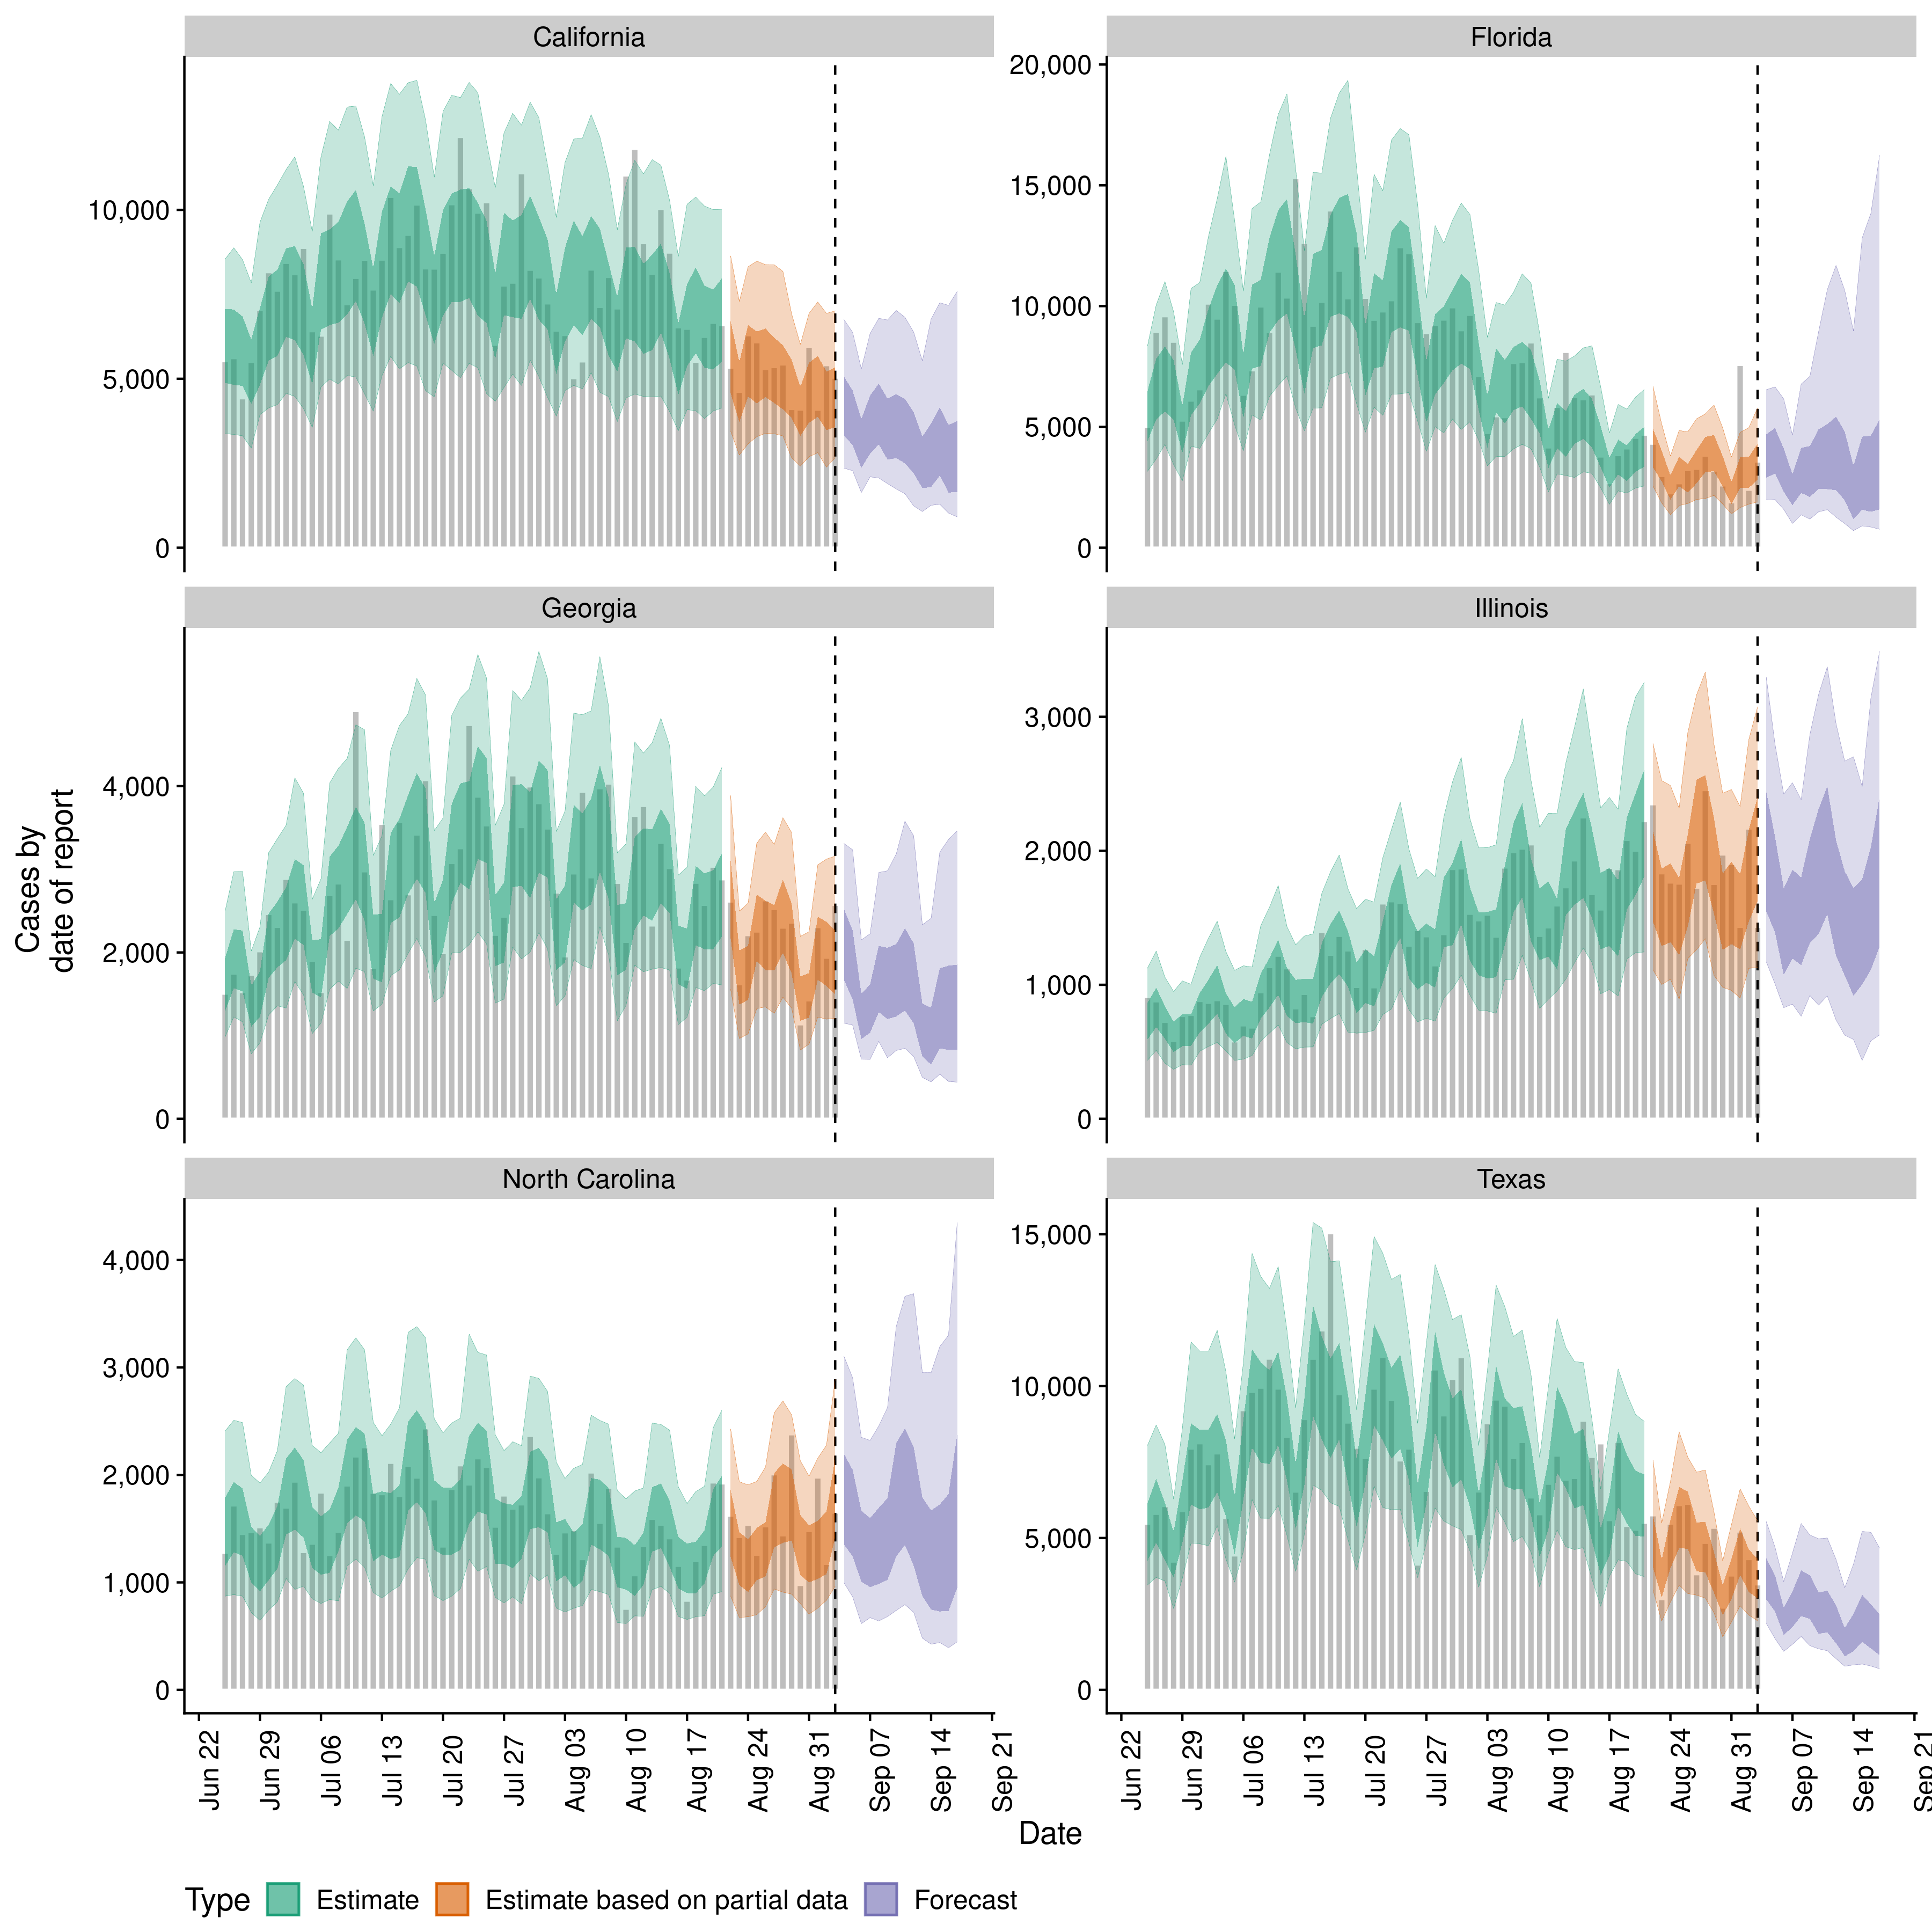 California
Florida
10,000
5,000
0
20,000
15,000
10,000
5,000
0
Georgia
Illinois
Cases by
date of report
4,000
2,000
0
3,000
2,000
1,000
0
North Carolina
Texas
4,000
3,000
2,000
1,000
0
15,000
10,000
5,000
0
Jun 22
Jun 29
Jul 06
Jul 13
Jul 20
Jul 27
Aug 03
Aug 10
Aug 17
Aug 24
Aug 31
Sep 07
Sep 14
Sep 21
Jun 22
Jun 29
Jul 06
Jul 13
Jul 20
Jul 27
Aug 03
Aug 10
Aug 17
Aug 24
Aug 31
Sep 07
Sep 14
Sep 21
Date
Type Estimate Estimate based on partial data Forecast